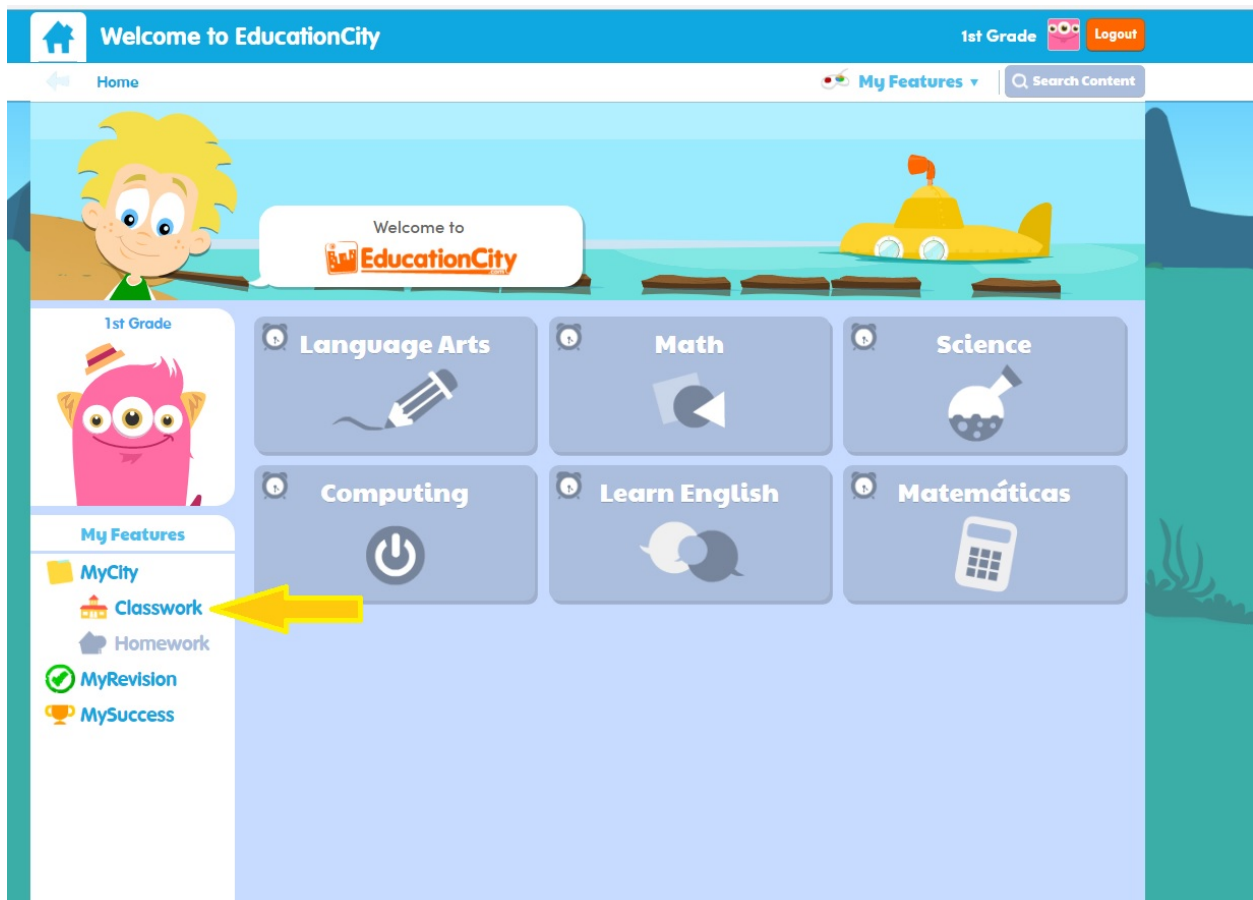 Welcome to EducationCity
1st Grade
Logout
Home
My Features
Search Content
Welcome to
EducationCity
.com
1st Grade
Language Arts
Math
Science
Computing
Learn English
Matemáticas
My Features
MyCity
Classwork
Homework
MyRevision
MySuccess